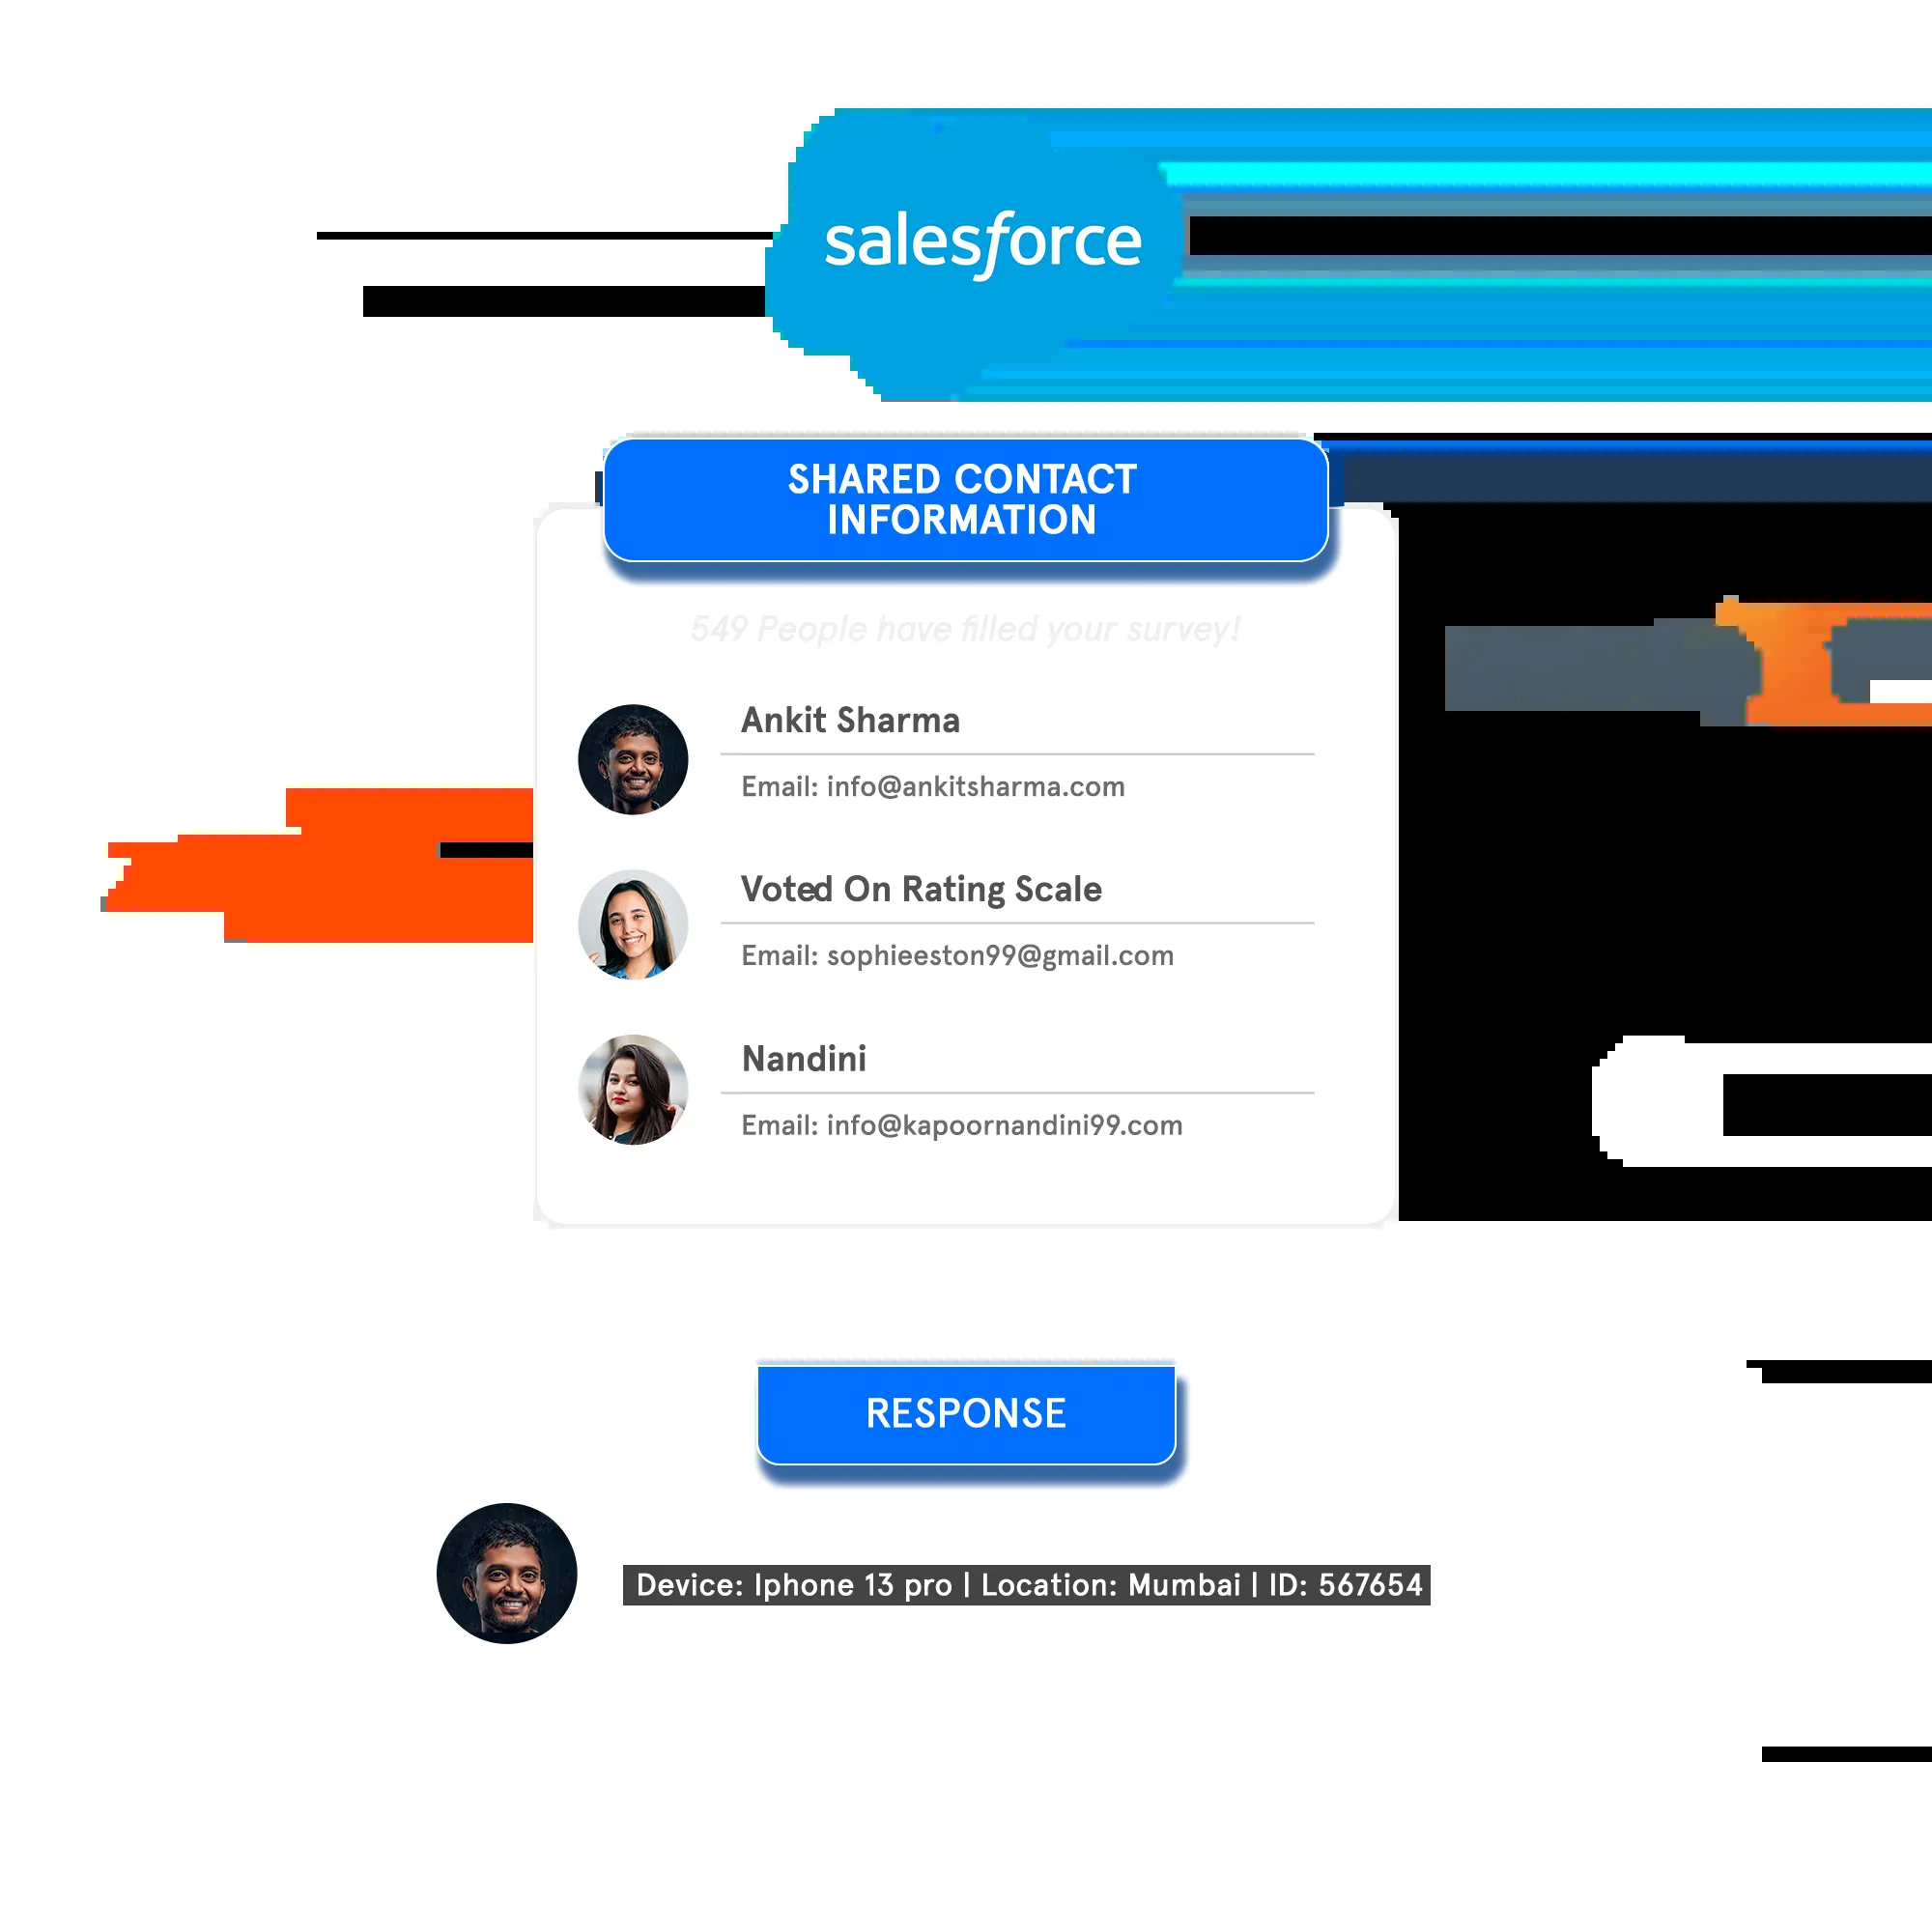 salesforce
SHARED CONTACT
INFORMATION
549 People have filled your survey!
Ankit Sharma
Email: info@ankitsharma.com
Voted On Rating Scale
Email: sophieeston99@gmail.com
Nandini
Email: info@kapoornandini99.com
RESPONSE
Device: Iphone 13 pro | Location: Mumbai | ID: 567654